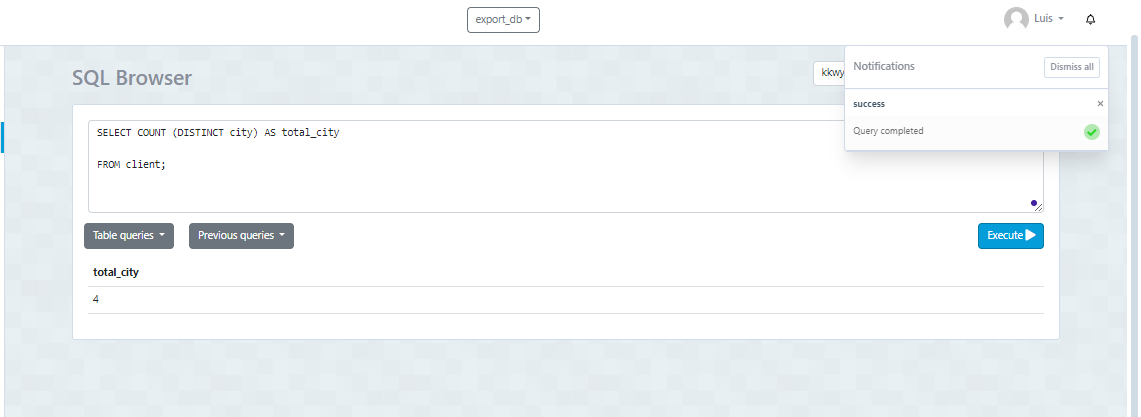 export_db
Luis
SQL Browser
kkwy
Notifications
Dismiss all
success
×
Query completed
SELECT COUNT (DISTINCT city) AS total_city
FROM client;
Table queries
Previous queries
Execute
total_city
4